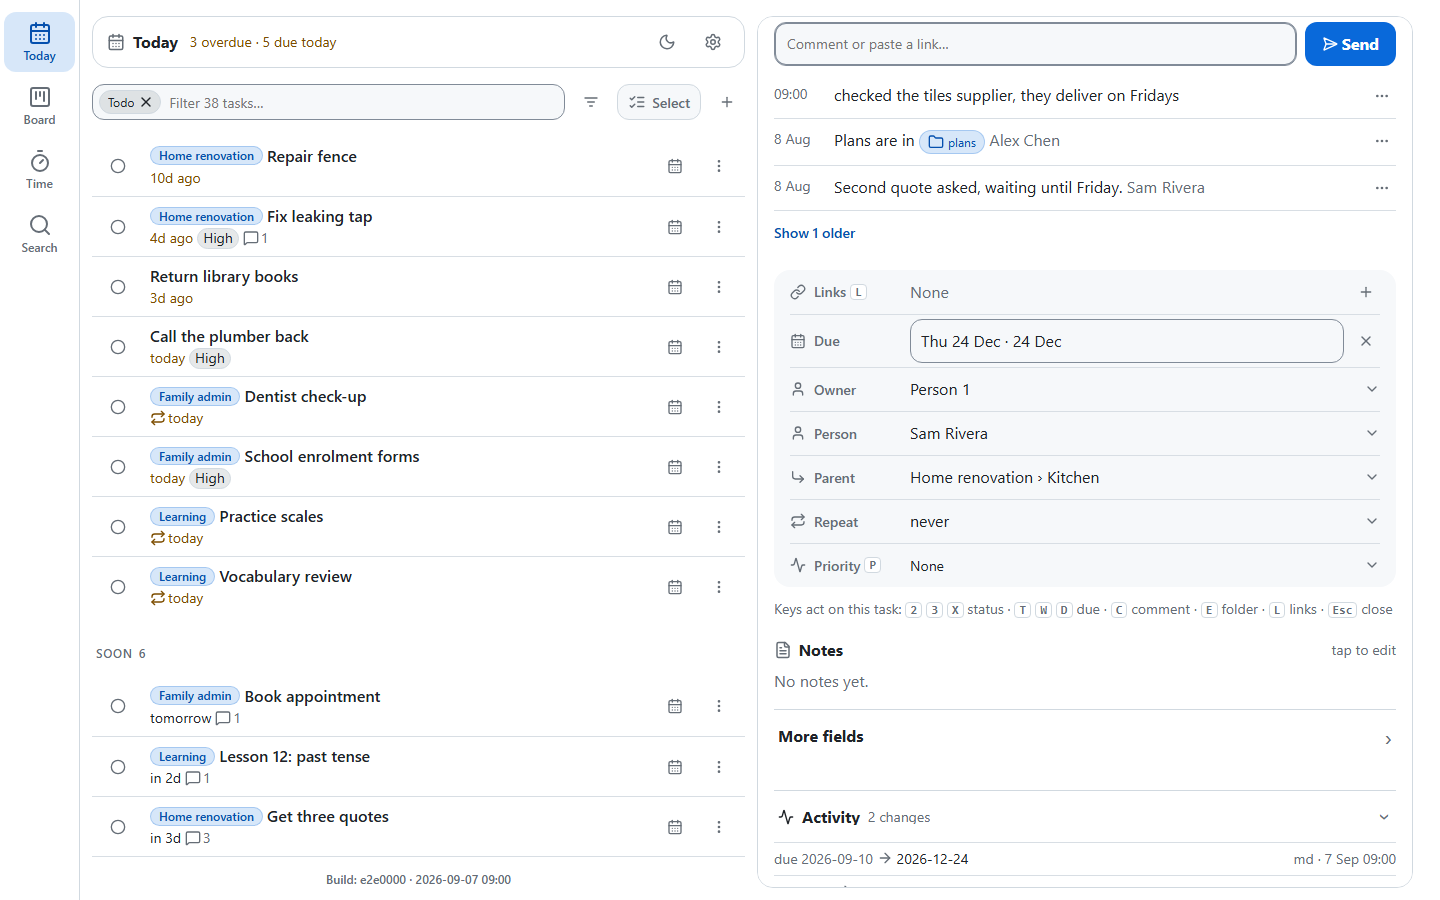 Today
Board
Time
Search
Today 3 overdue · 5 due today
Todo Filter 38 tasks...
Select
Home renovation Repair fence
10d ago
Home renovation Fix leaking tap
4d ago High 1
Return library books
3d ago
Call the plumber back
today High
Family admin Dentist check-up
today
Family admin School enrolment forms
today High
Learning Practice scales
today
Learning Vocabulary review
today
SOON 6
Family admin Book appointment
tomorrow 1
Learning Lesson 12: past tense
in 2d 1
Home renovation Get three quotes
in 3d 3
Build: e2e0000 · 2026-09-07 09:00
Comment or paste a link...
Send
09:00 checked the tiles supplier, they deliver on Fridays
8 Aug Plans are in plans Alex Chen
8 Aug Second quote asked, waiting until Friday. Sam Rivera
Show 1 older
Links L None
Due Thu 24 Dec · 24 Dec
Owner Person 1
Person Sam Rivera
Parent Home renovation › Kitchen
Repeat never
Priority P None
Keys act on this task: 2 3 X status · T W D due · C comment · E folder · L links · Esc close
Notes tap to edit
No notes yet.
More fields
Activity 2 changes
due 2026-09-10 → 2026-12-24 md · 7 Sep 09:00